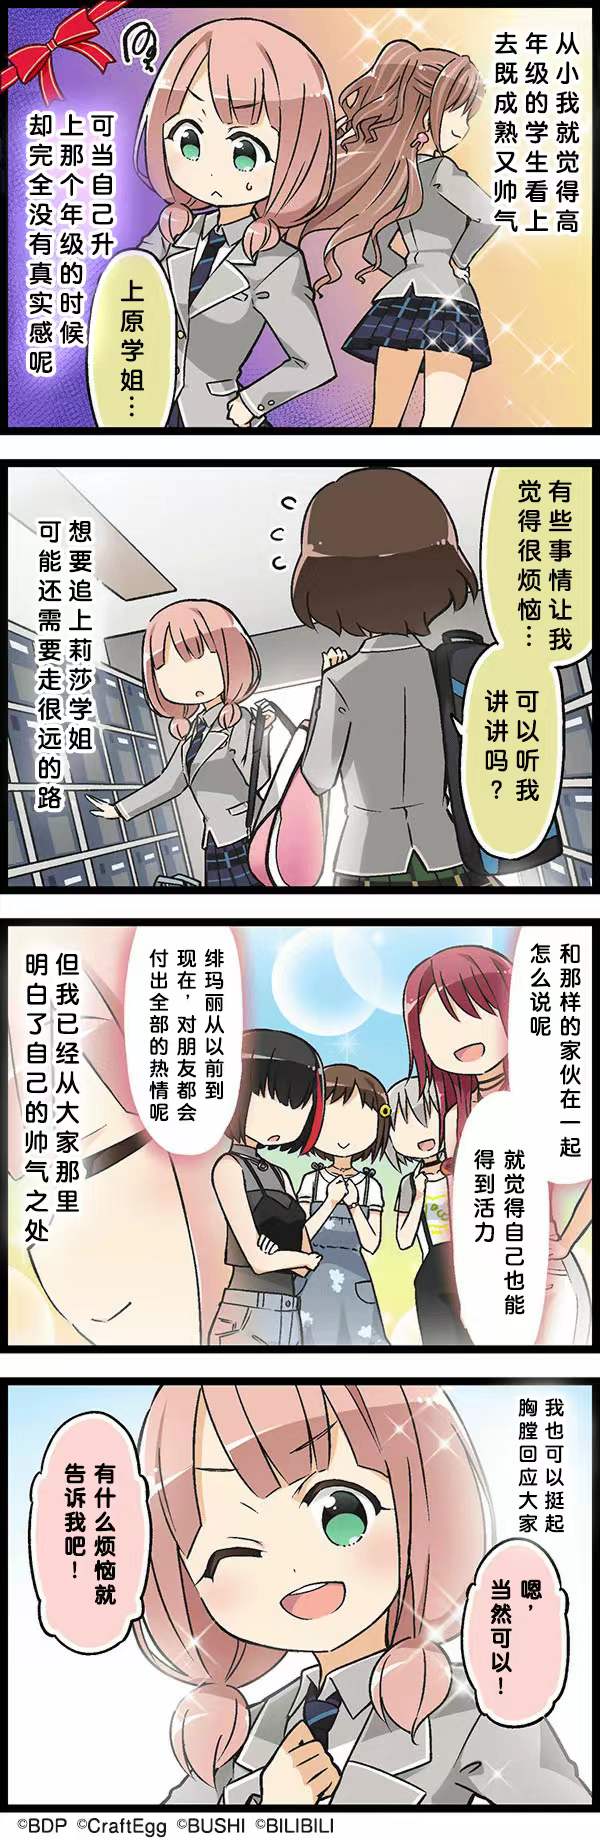 从小我就觉得高
年级的学生看上
去既成熟又帅气
可当自己升
上那个年级的时候
却完全没有真实感呢
上原学姐…
有些事情让我
觉得很烦恼…
可以听我
讲讲吗？
想要追上莉莎学姐
可能还需要走很远的路
和那样的家伙在一起
怎么说呢
就觉得自己也能
得到活力
绯玛丽从以前到
现在，对朋友都会
付出全部的热情呢
但我已经从大家那里
明白了自己的帅气之处
我也可以挺起
胸膛回应大家
嗯，
当然可以！
有什么烦恼就
告诉我吧！
©BDP ©CraftEgg ©BUSHI ©BILIBILI